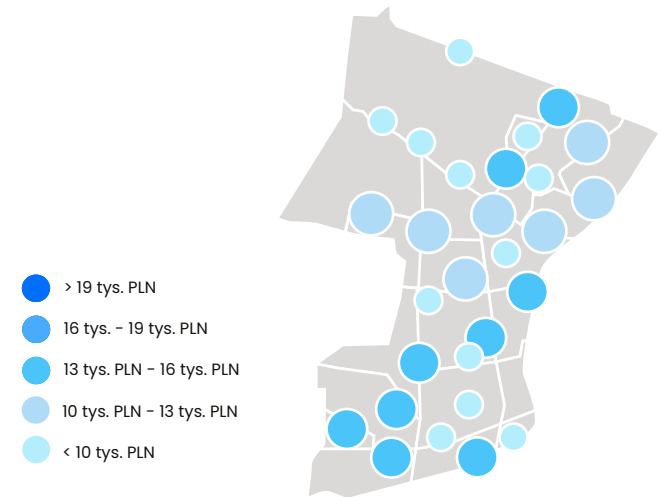 > 19 tys. PLN
16 tys. - 19 tys. PLN
13 tys. PLN - 16 tys. PLN
10 tys. PLN - 13 tys. PLN
< 10 tys. PLN